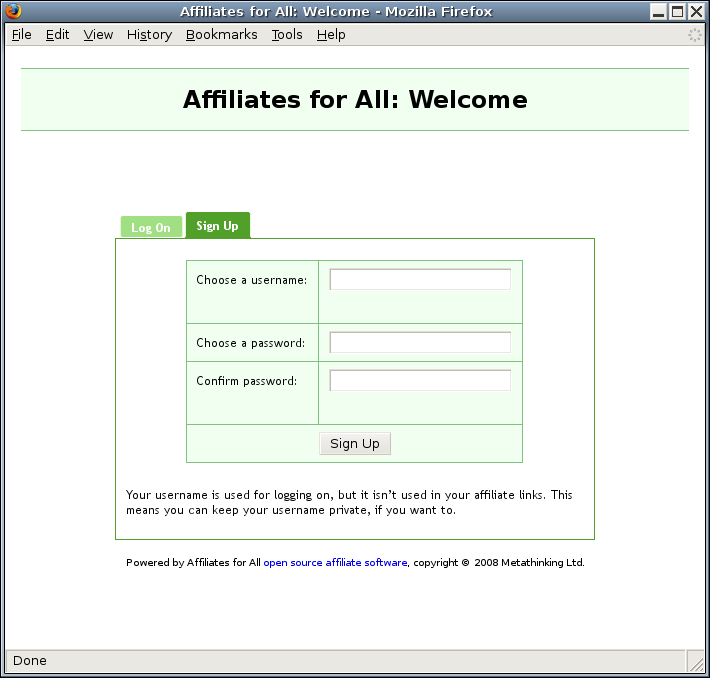 Affiliates for All: Welcome - Mozilla Firefox
File Edit View History Bookmarks Tools Help
Affiliates for All: Welcome
Log On Sign Up
Choose a username:
Choose a password:
Confirm password:
Sign Up
Your username is used for logging on, but it isn't used in your affiliate links. This
means you can keep your username private, if you want to.
Powered by Affiliates for All open source affiliate software, copyright © 2008 Metathinking Ltd.
Done